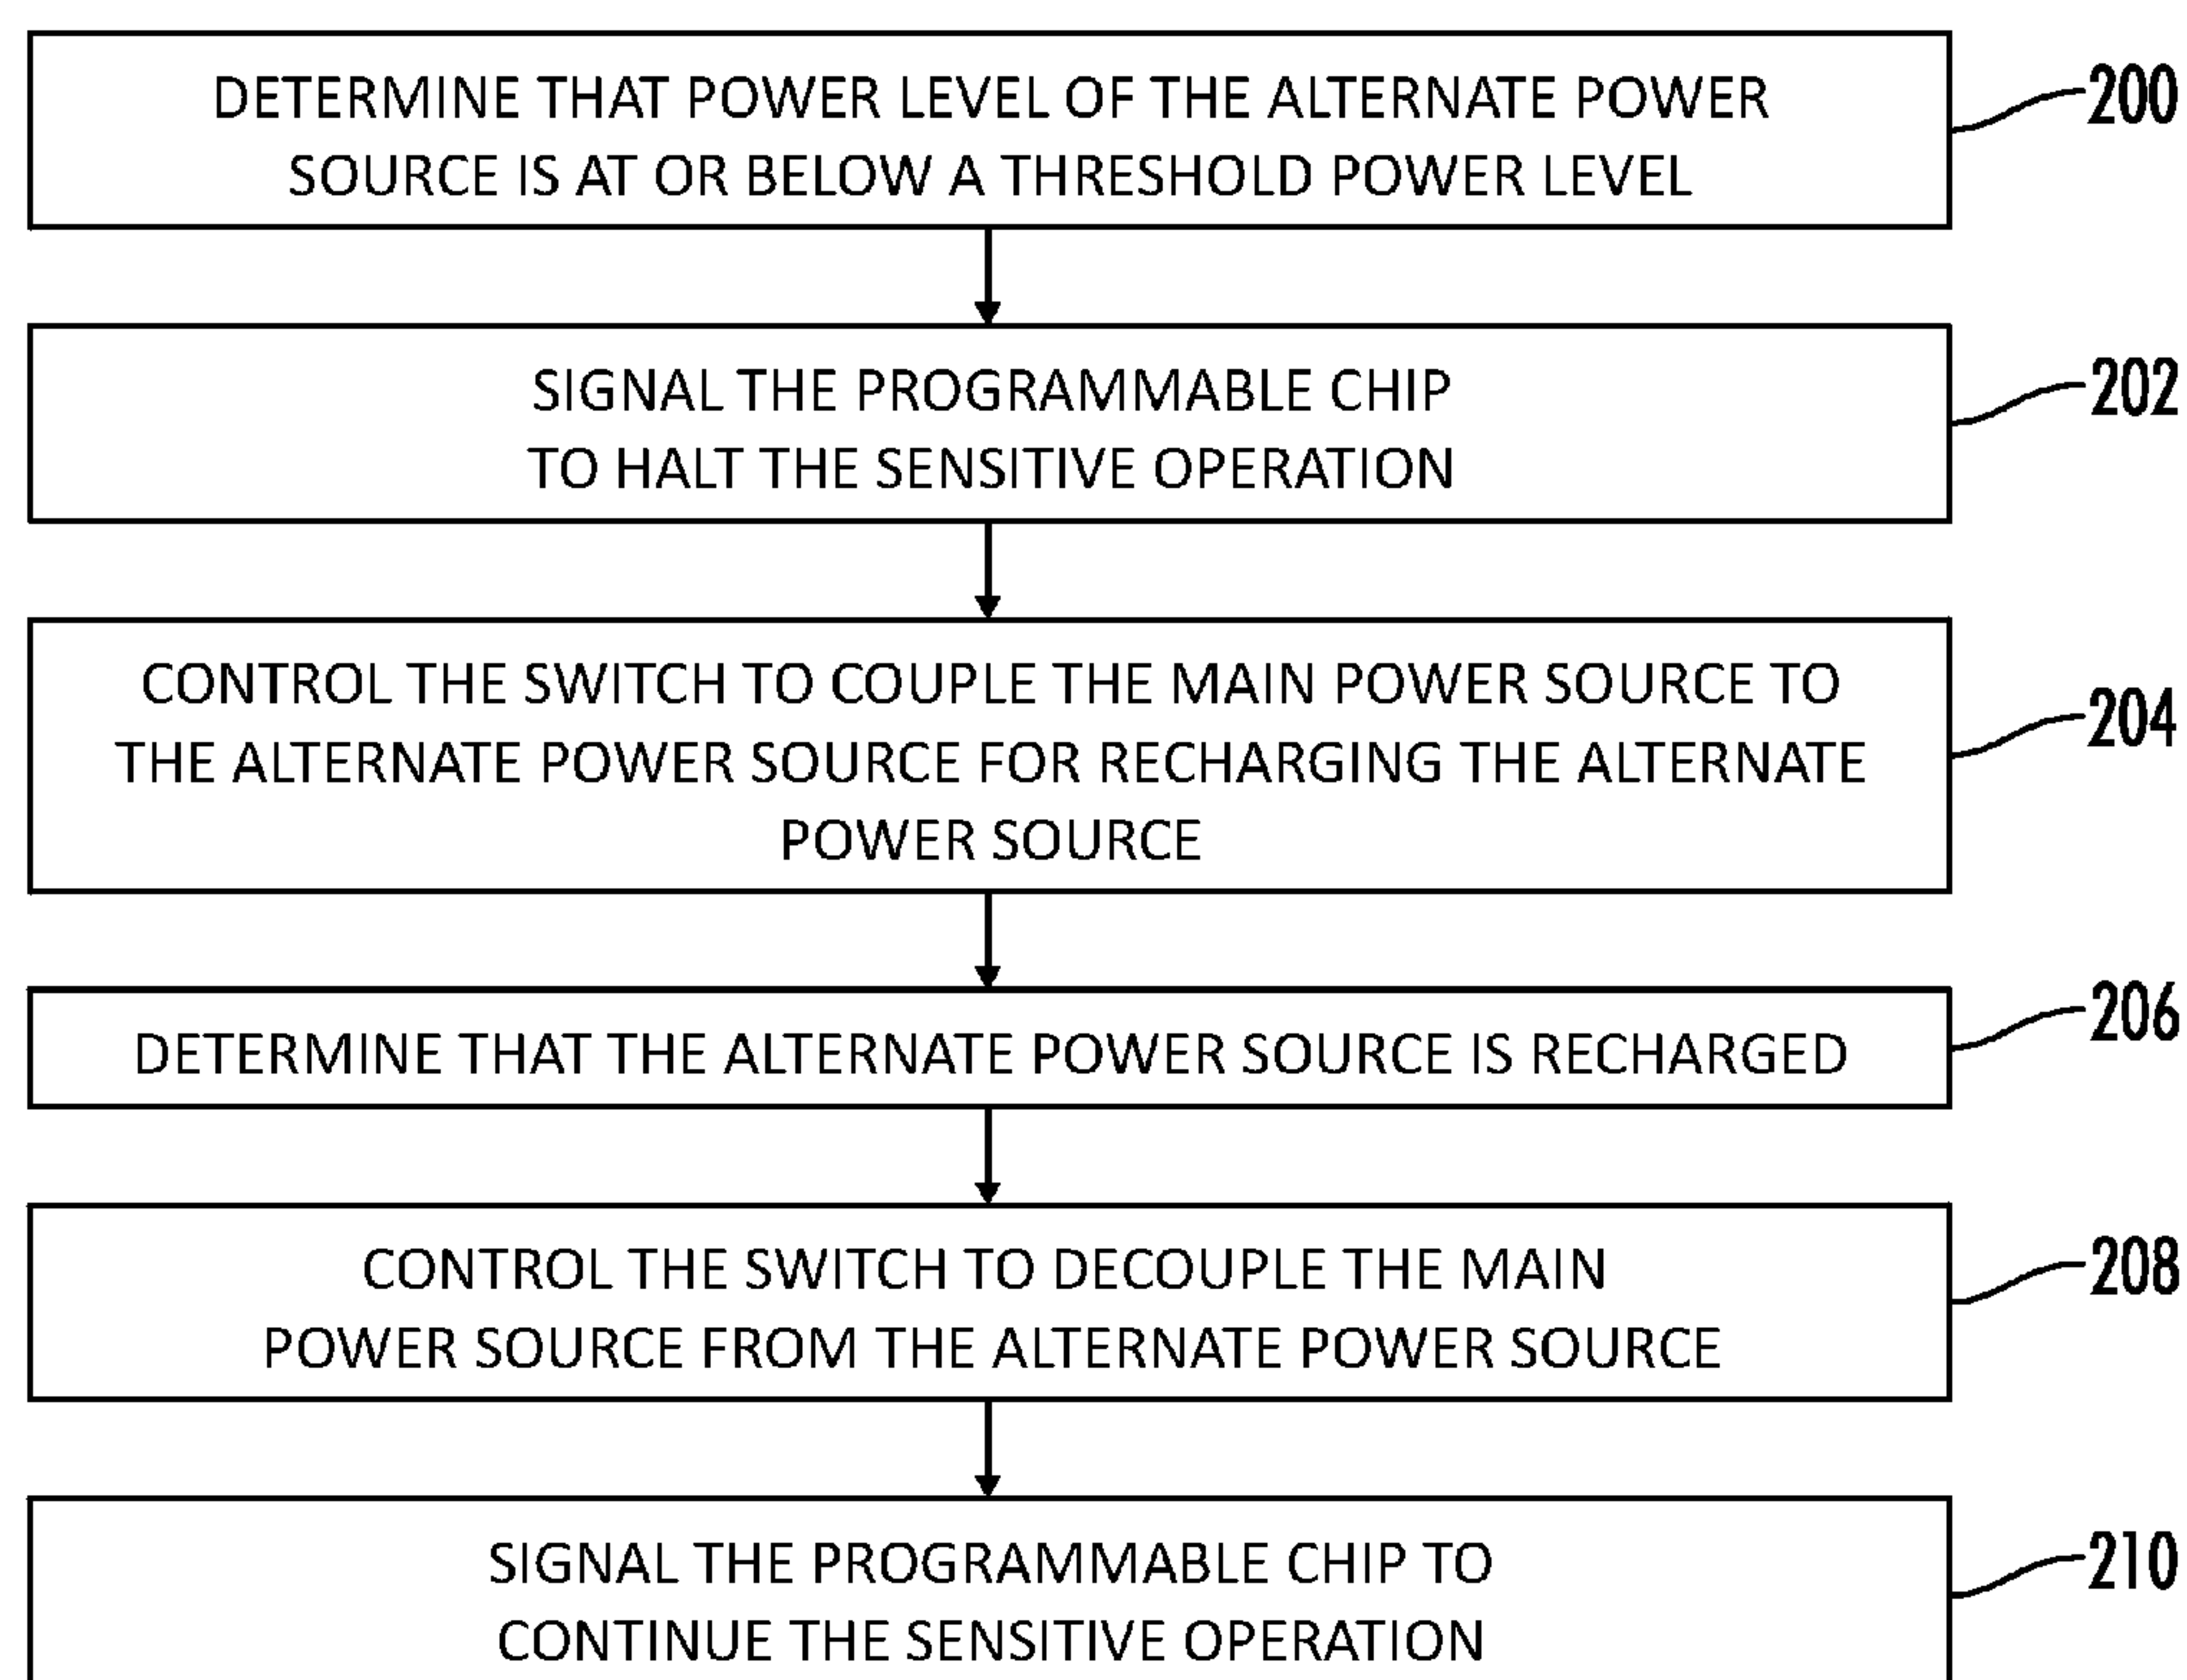 DETERMINE THAT POWER LEVEL OF THE ALTERNATE POWER
SOURCE IS AT OR BELOW A THRESHOLD POWER LEVEL
200
SIGNAL THE PROGRAMMABLE CHIP
TO HALT THE SENSITIVE OPERATION
202
CONTROL THE SWITCH TO COUPLE THE MAIN POWER SOURCE TO
THE ALTERNATE POWER SOURCE FOR RECHARGING THE ALTERNATE
POWER SOURCE
204
DETERMINE THAT THE ALTERNATE POWER SOURCE IS RECHARGED
206
CONTROL THE SWITCH TO DECOUPLE THE MAIN
POWER SOURCE FROM THE ALTERNATE POWER SOURCE
208
SIGNAL THE PROGRAMMABLE CHIP TO
CONTINUE THE SENSITIVE OPERATION
210